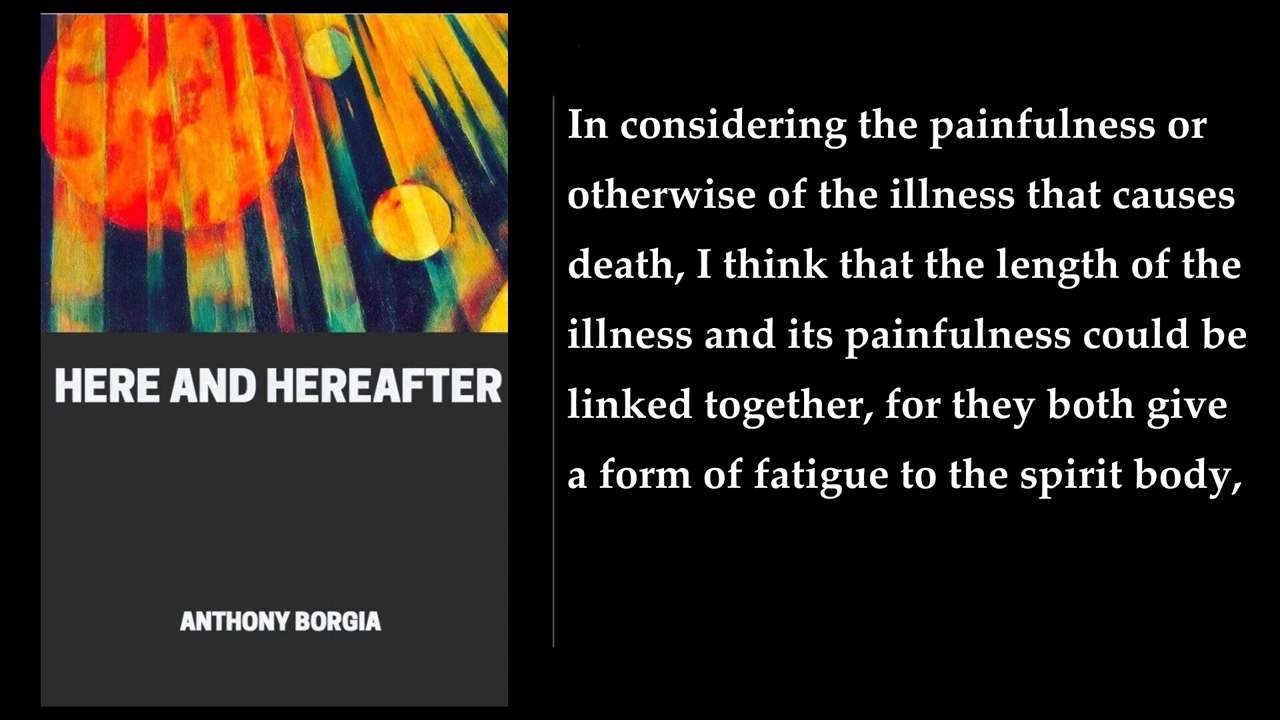 HERE AND HEREAFTER
ANTHONY BORGIA
In considering the painfulness or
otherwise of the illness that causes
death, I think that the length of the
illness and its painfulness could be
linked together, for they both give
a form of fatigue to the spirit body,